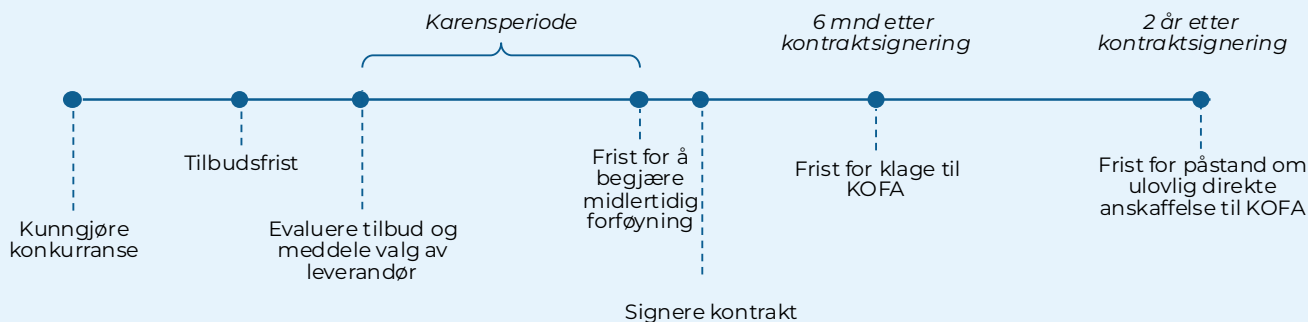 Karensperiode
6 mnd etter
kontraktsignering
2 år etter
kontraktsignering
Kunngjøre
konkurranse
Tilbudsfrist
Evaluere tilbud og
meddele valg av
leverandør
Frist for å
begjære
midlertidig
forføyning
Signere kontrakt
Frist for klage til
KOFA
Frist for påstand om
ulovlig direkte
anskaffelse til KOFA